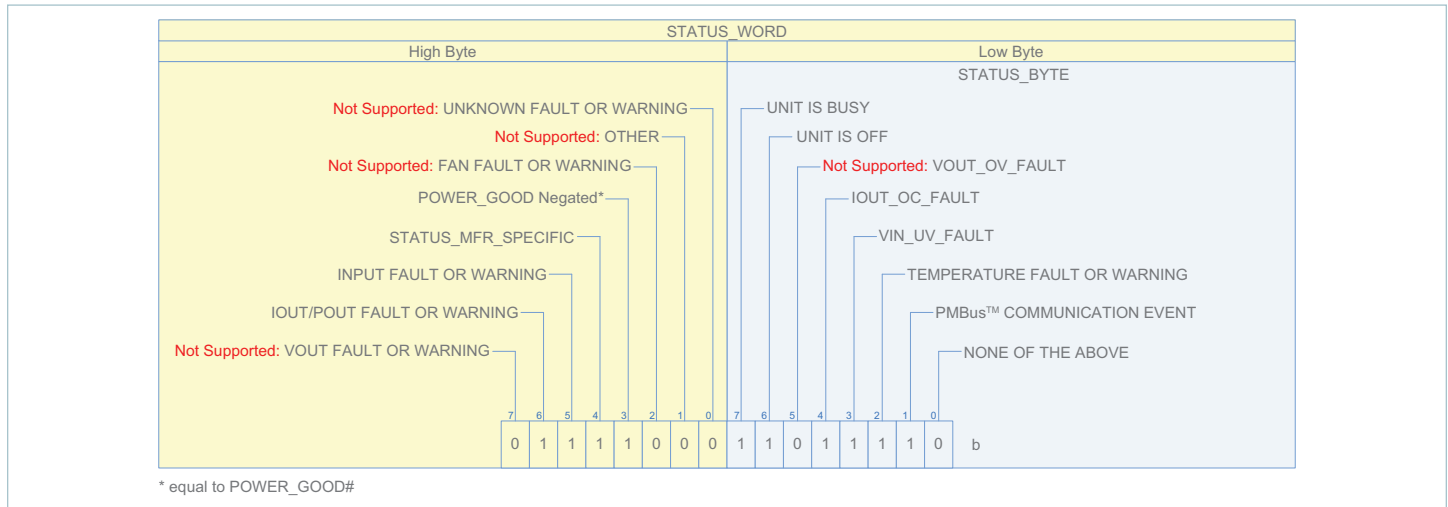 STATUS_WORD
High Byte
Low Byte
STATUS_BYTE
Not Supported: UNKNOWN FAULT OR WARNING
UNIT IS BUSY
Not Supported: OTHER
UNIT IS OFF
Not Supported: FAN FAULT OR WARNING
Not Supported: VOUT_OV_FAULT
POWER_GOOD Negated*
IOUT_OC_FAULT
STATUS_MFR_SPECIFIC
VIN_UV_FAULT
INPUT FAULT OR WARNING
TEMPERATURE FAULT OR WARNING
IOUT/POUT FAULT OR WARNING
PMBus™ COMMUNICATION EVENT
Not Supported: VOUT FAULT OR WARNING
NONE OF THE ABOVE
7 6 5 4 3 2 1 0 7 6 5 4 3 2 1 0
0 1 1 1 1 0 0 0 1 1 0 1 1 1 1 0 b
* equal to POWER_GOOD#